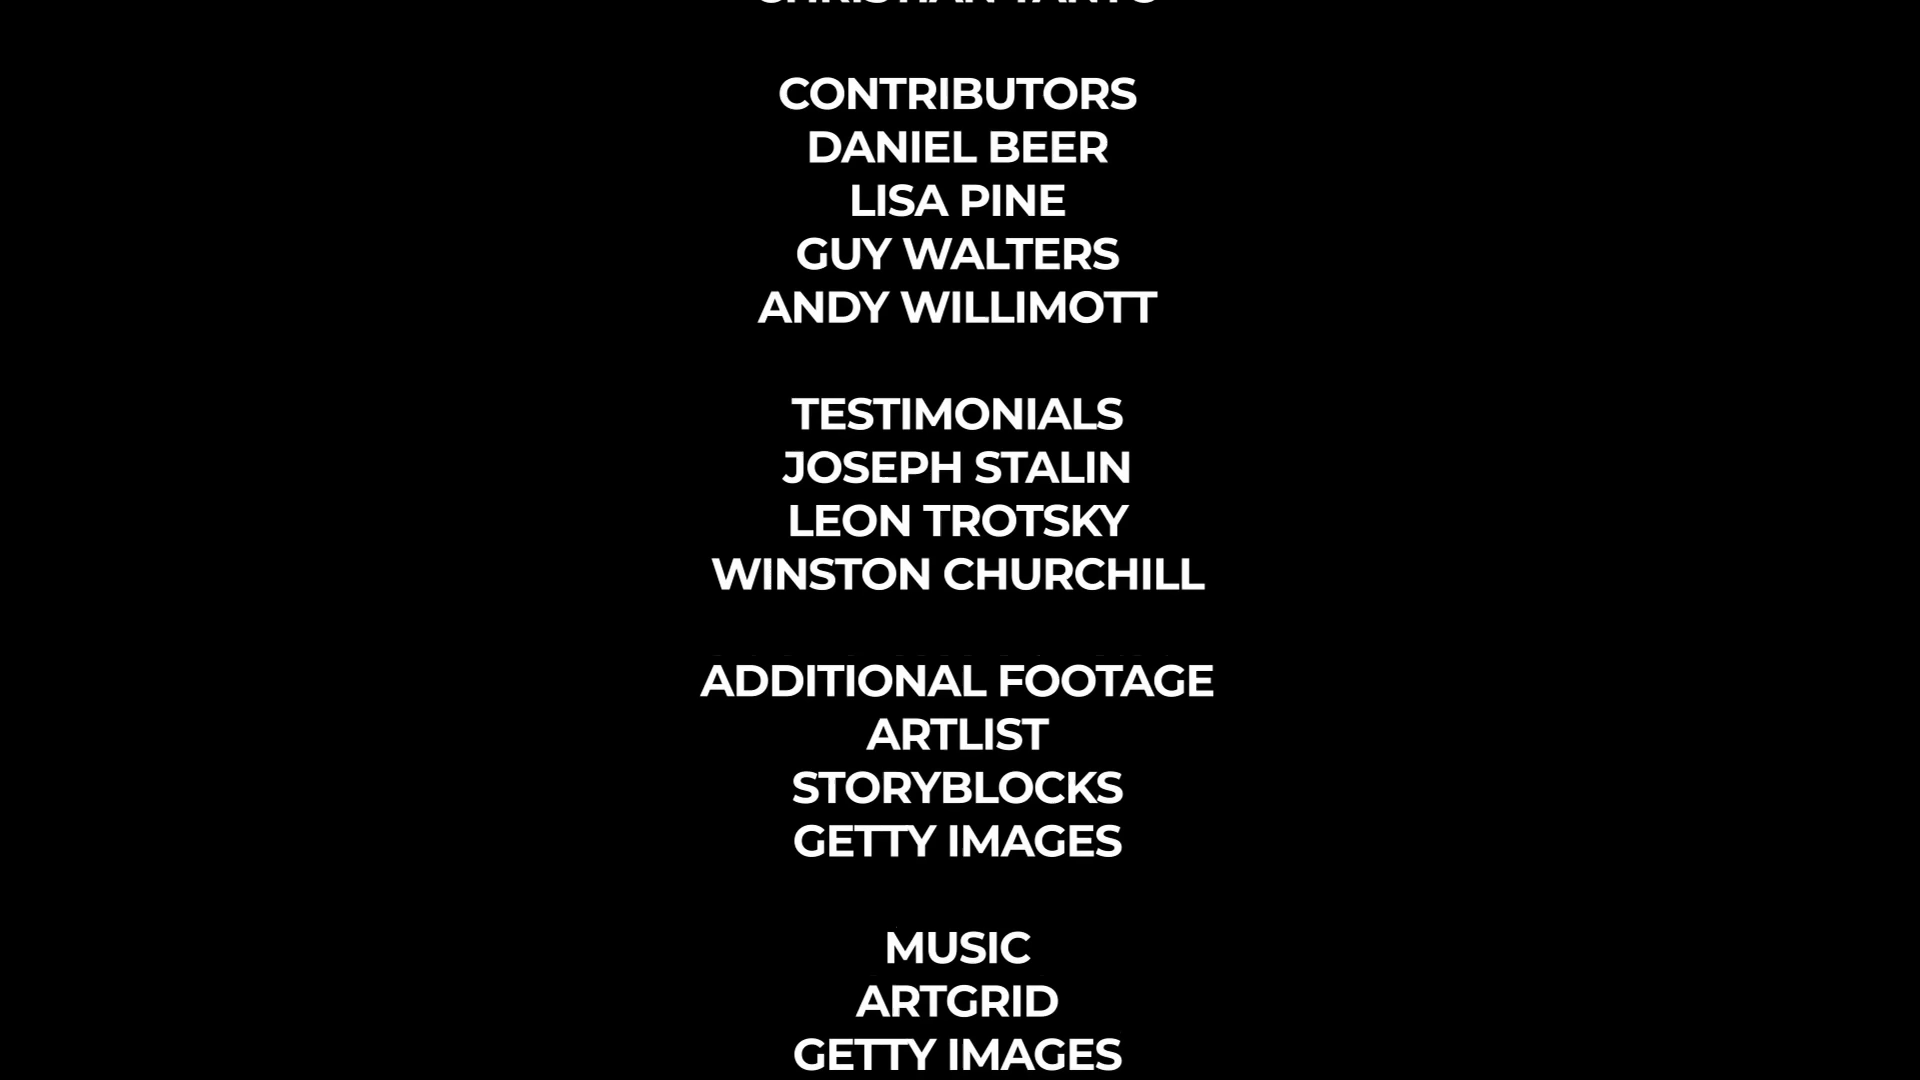 CONTRIBUTORS
DANIEL BEER
LISA PINE
GUY WALTERS
ANDY WILLIMOTT
TESTIMONIALS
JOSEPH STALIN
LEON TROTSKY
WINSTON CHURCHILL
ADDITIONAL FOOTAGE
ARTLIST
STORYBLOCKS
GETTY IMAGES
MUSIC
ARTGRID
GETTY IMAGES